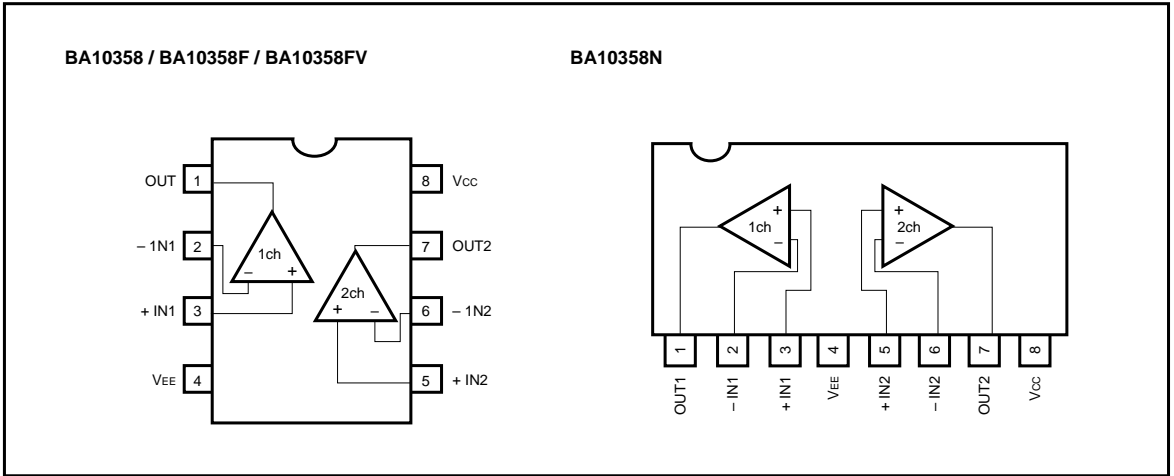 BA10358 / BA10358F / BA10358FV
OUT 1
– 1N1 2
+ IN1 3
VEE 4
8 VCC
7 OUT2
6 – 1N2
5 + IN2
1ch
– +
2ch
+ –
BA10358N
1ch
+
–
2ch
+
–
1 2 3 4 5 6 7 8
OUT1
– IN1
+ IN1
VEE
+ IN2
– IN2
OUT2
VCC